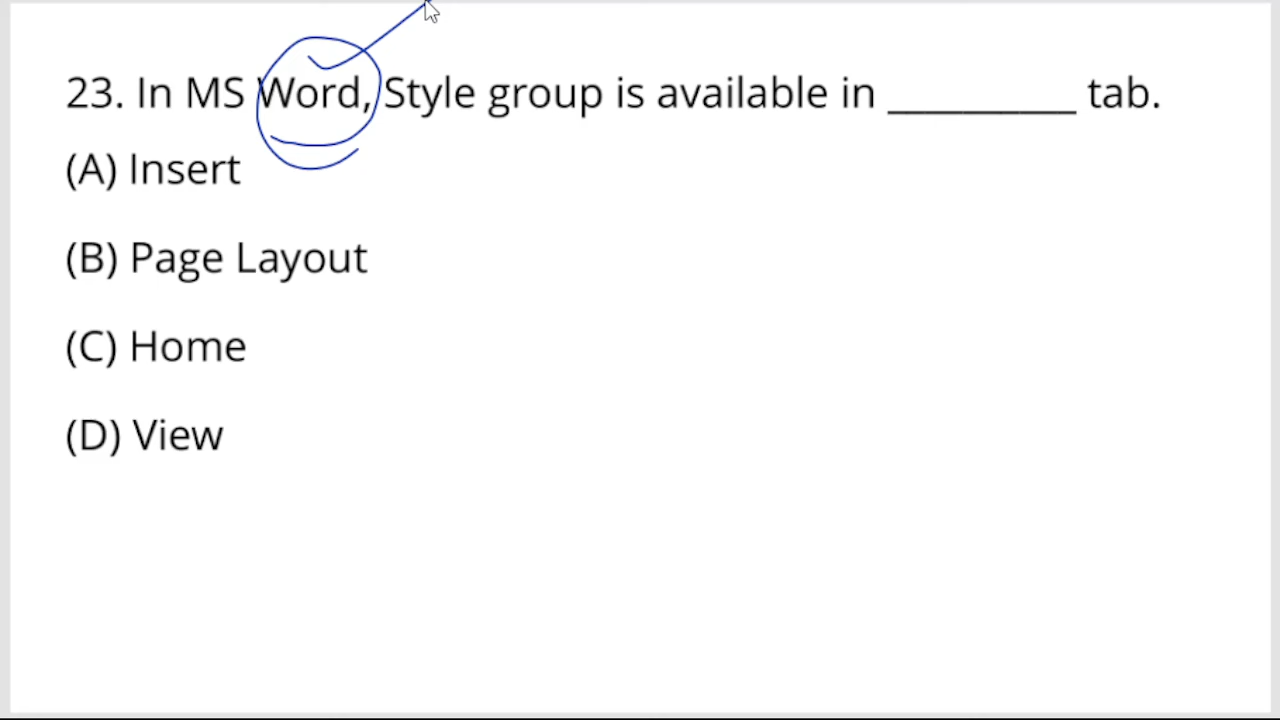 23. In MS Word, Style group is available in __________ tab.
(A) Insert
(B) Page Layout
(C) Home
(D) View